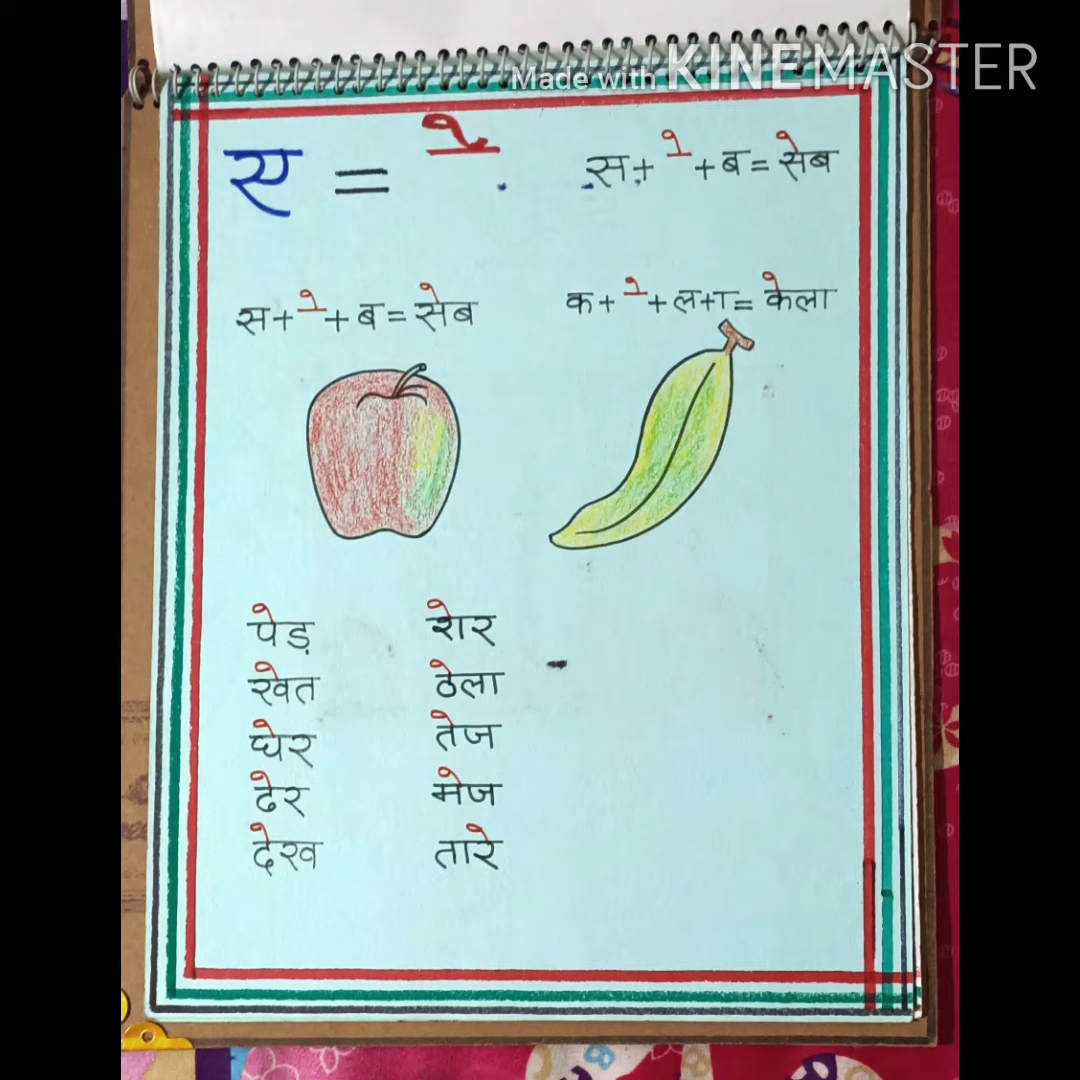 Made with KINEMASTER
ए = े
स + े + ब = सेब
स + े + ब = सेब
क + े + ल + ा = केला
पेड़ शेर
खेत ठेला
घेर तेज
ढेर मेज
देख तारे